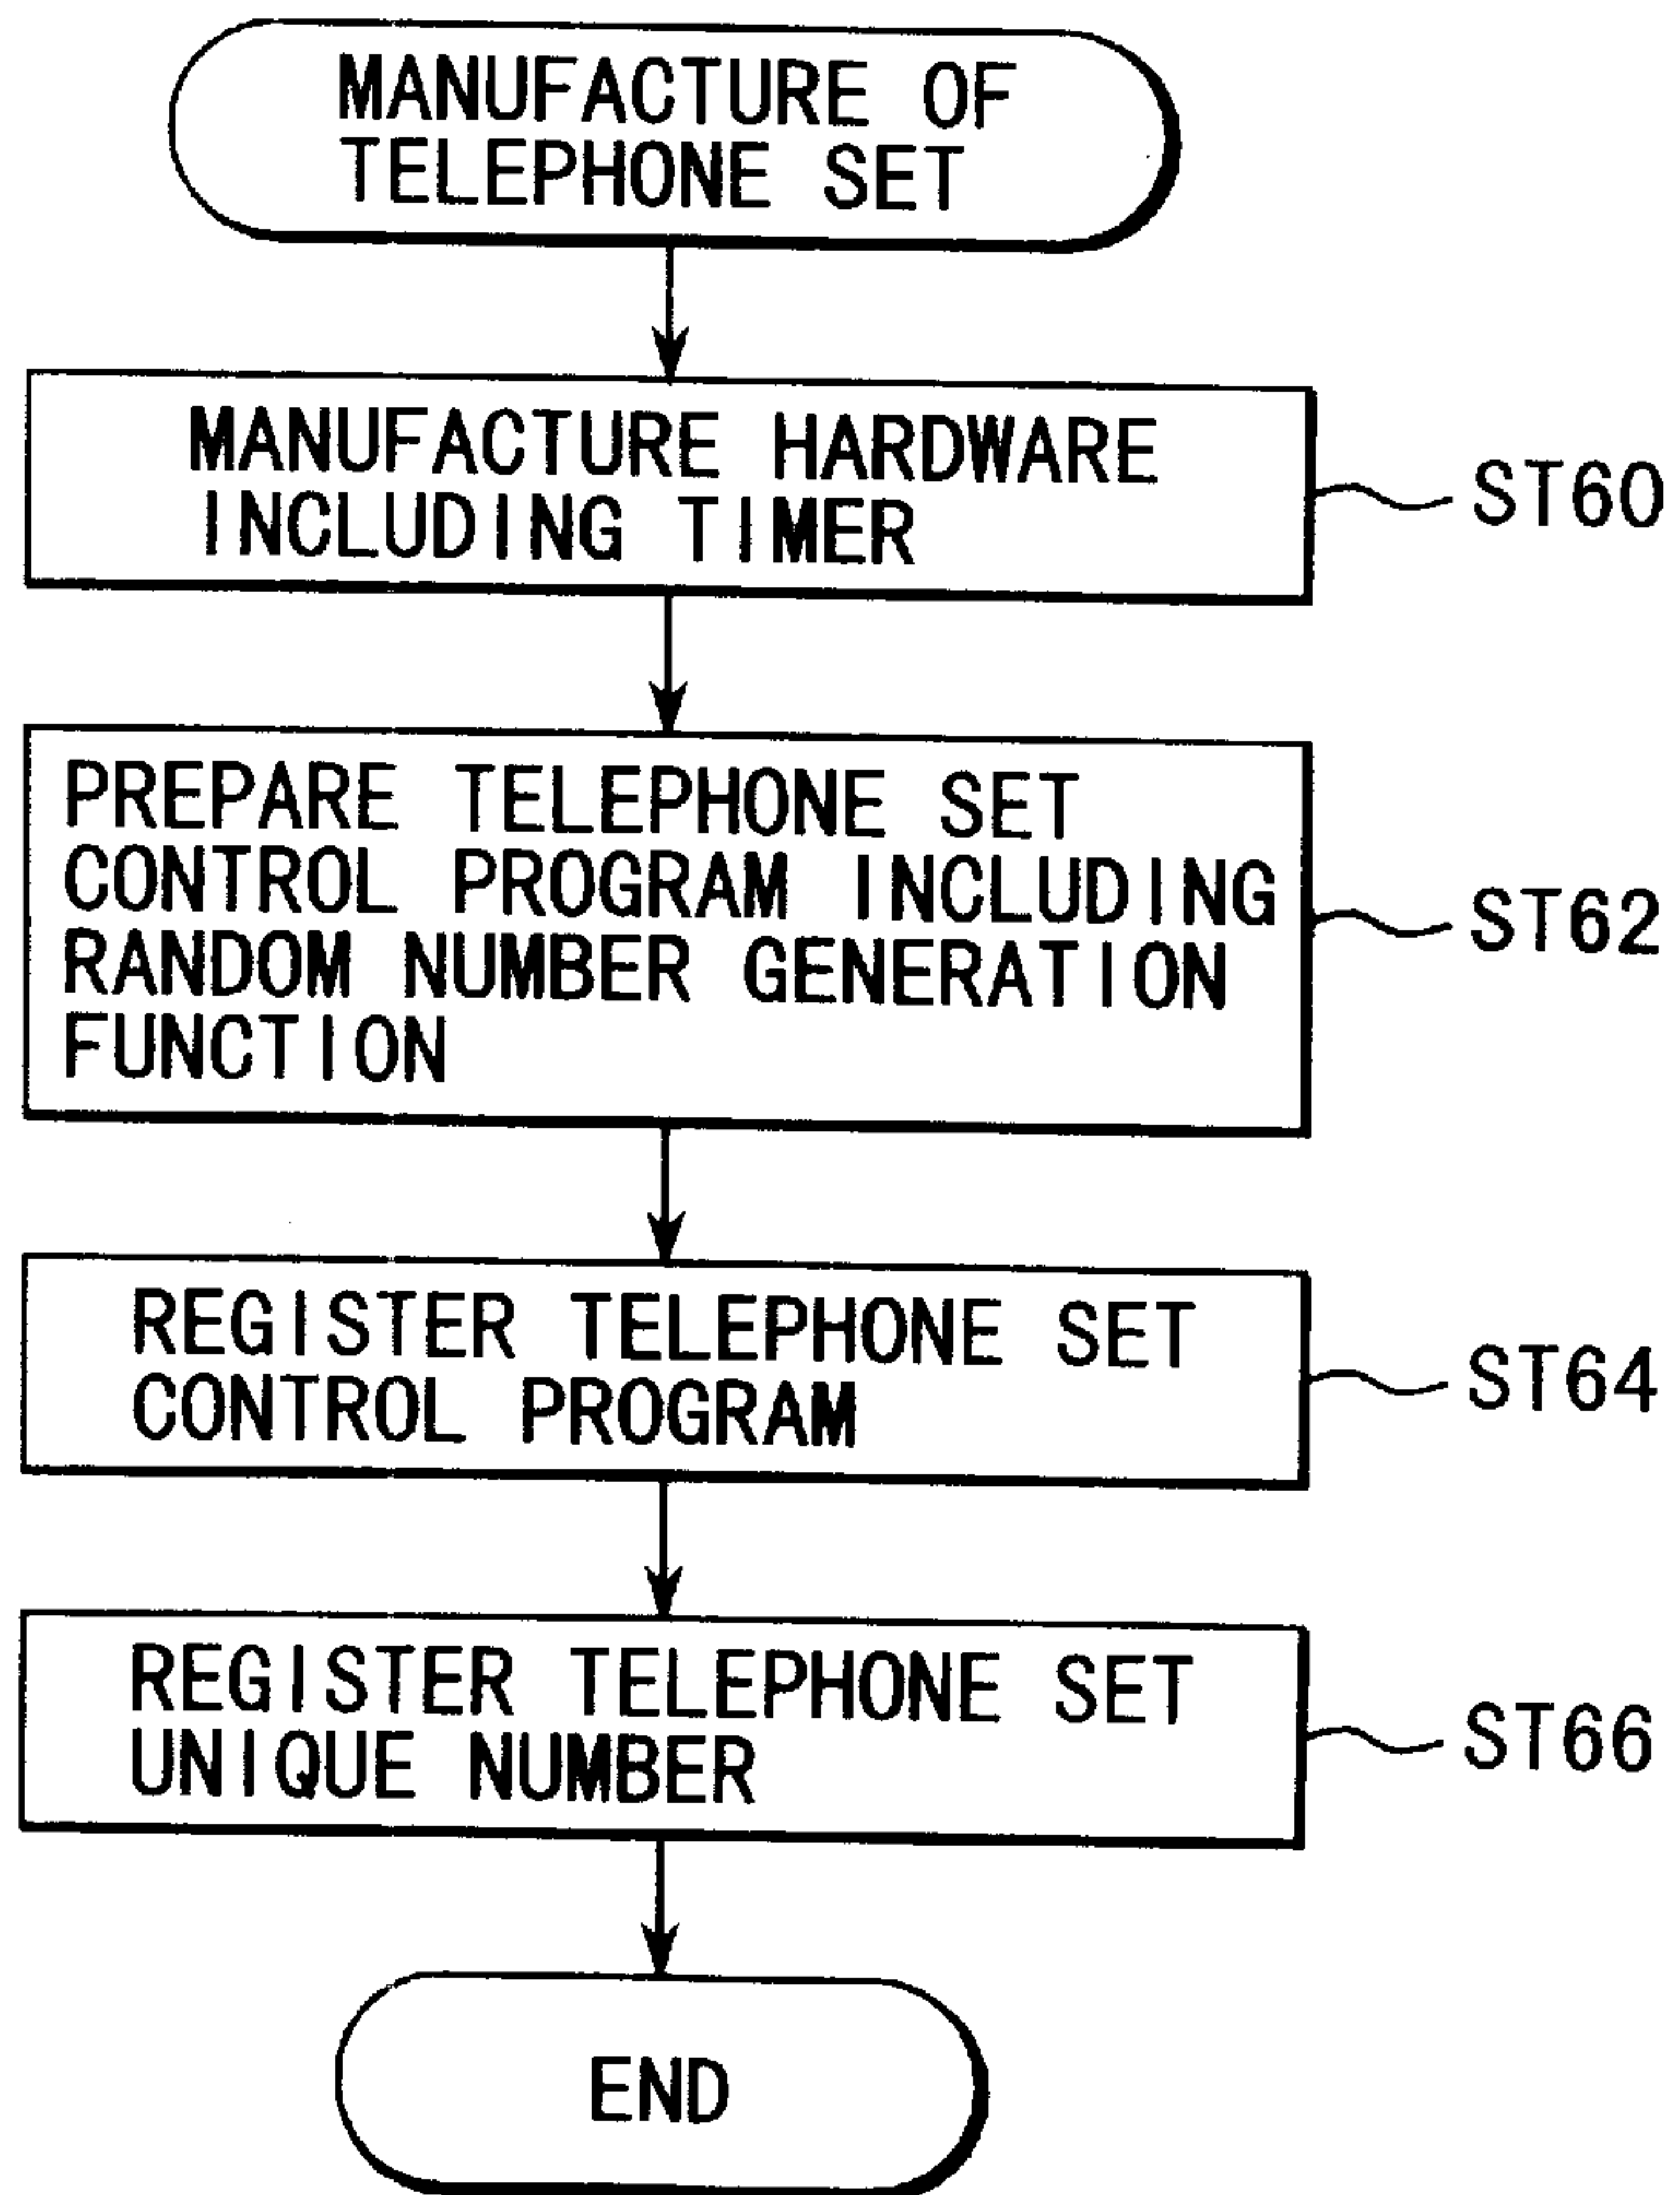 MANUFACTURE OF
TELEPHONE SET
MANUFACTURE HARDWARE
INCLUDING TIMER
ST60
PREPARE TELEPHONE SET
CONTROL PROGRAM INCLUDING
RANDOM NUMBER GENERATION
FUNCTION
ST62
REGISTER TELEPHONE SET
CONTROL PROGRAM
ST64
REGISTER TELEPHONE SET
UNIQUE NUMBER
ST66
END